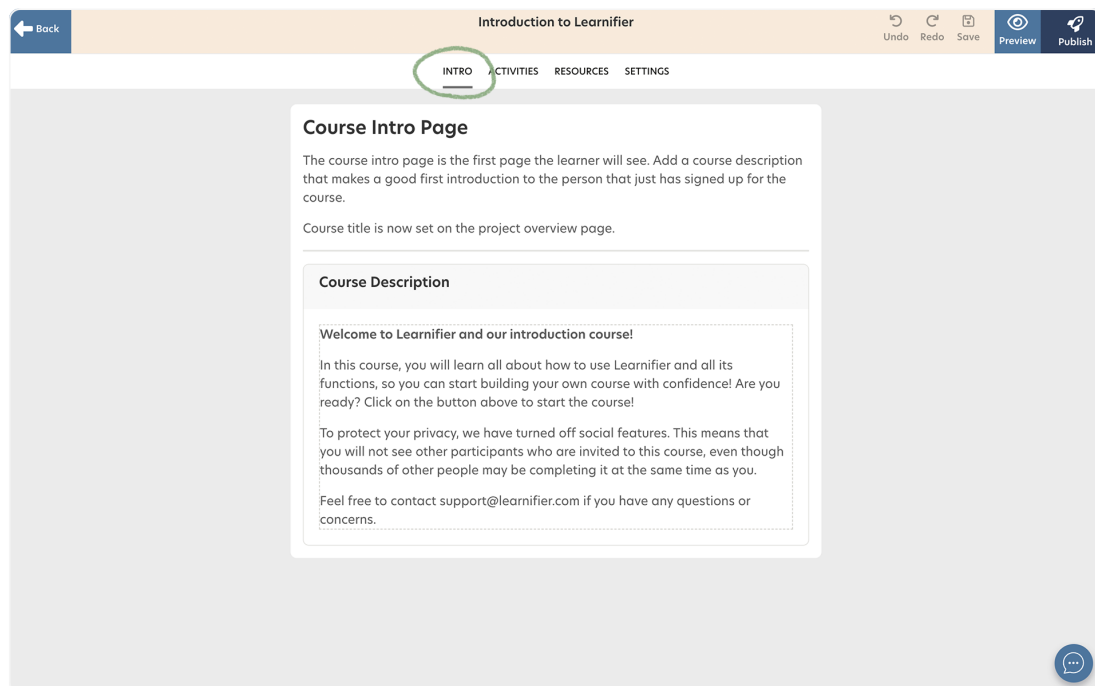 Back
Introduction to Learnifier
Undo Redo Save Preview Publish
INTRO ACTIVITIES RESOURCES SETTINGS
Course Intro Page
The course intro page is the first page the learner will see. Add a course description
that makes a good first introduction to the person that just has signed up for the
course.
Course title is now set on the project overview page.
Course Description
Welcome to Learnifier and our introduction course!
In this course, you will learn all about how to use Learnifier and all its
functions, so you can start building your own course with confidence! Are you
ready? Click on the button above to start the course!
To protect your privacy, we have turned off social features. This means that
you will not see other participants who are invited to this course, even though
thousands of other people may be completing it at the same time as you.
Feel free to contact support@learnifier.com if you have any questions or
concerns.